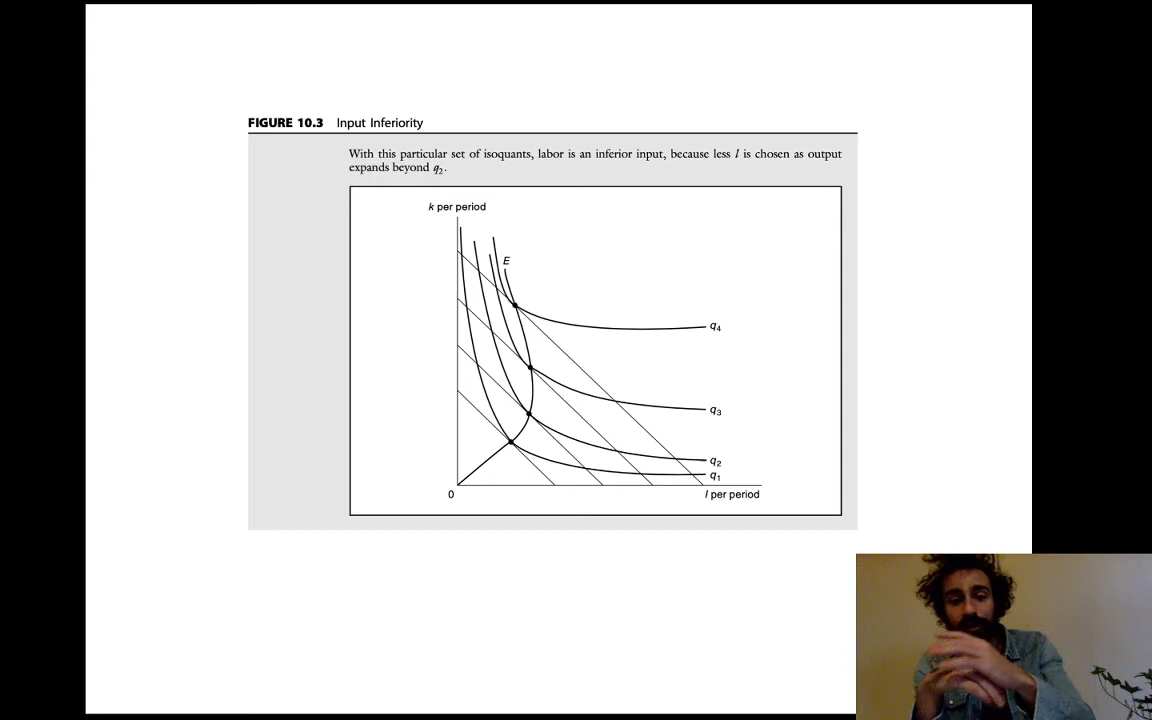 FIGURE 10.3 Input Inferiority
With this particular set of isoquants, labor is an inferior input, because less l is chosen as output
expands beyond q₂.
k per period
E
q₄
q₃
q₂
q₁
0
l per period